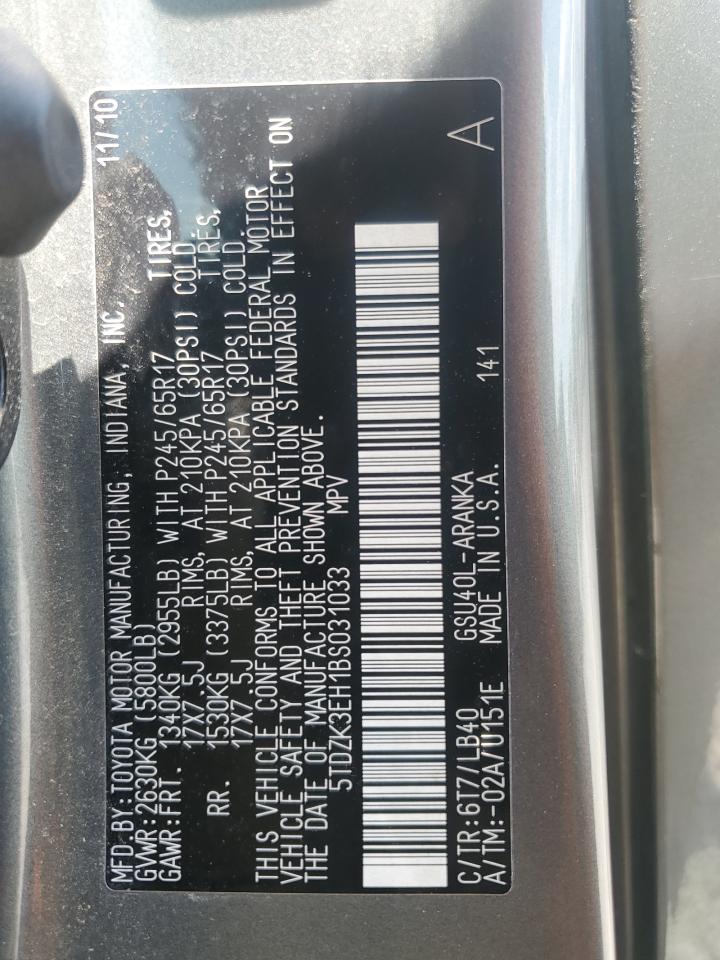 MFD.BY:TOYOTA MOTOR MANUFACTURING, INDIANA, INC. 11/10
GVWR:2630KG (5800LB)
GAWR:FRT. 1340KG (2955LB) WITH P245/65R17 TIRES,
17X7.5J RIMS, AT 210KPA (30PSI) COLD.
RR. 1530KG (3375LB) WITH P245/65R17 TIRES,
17X7.5J RIMS, AT 210KPA (30PSI) COLD.
THIS VEHICLE CONFORMS TO ALL APPLICABLE FEDERAL MOTOR
VEHICLE SAFETY AND THEFT PREVENTION STANDARDS IN EFFECT ON
THE DATE OF MANUFACTURE SHOWN ABOVE.
5TDZK3EH1BS031033 MPV
C/TR:6T7/LB40 GSU40L-ARANKA
A/TM:-02A/U151E MADE IN U.S.A. 141 A